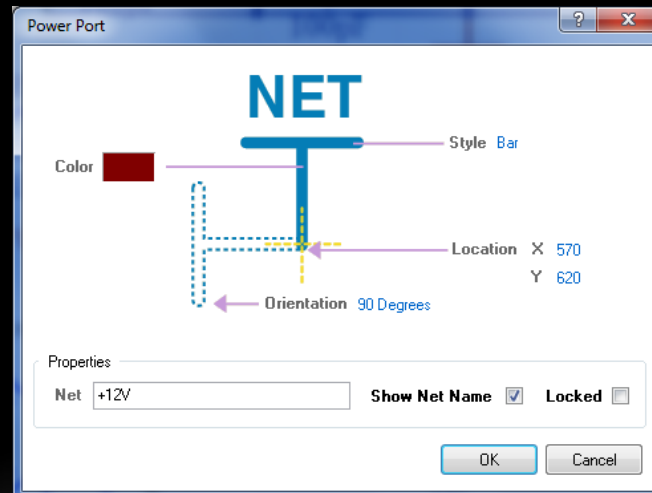 Power Port
NET
Style Bar
Color
Location X 570
Y 620
Orientation 90 Degrees
Properties
Net +12V Show Net Name Locked
OK Cancel